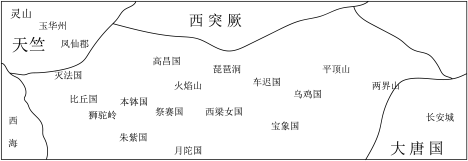 灵山
玉华州
天竺
凤仙郡
西突厥
灭法国
高昌国
琵琶洞
平顶山
火焰山
车迟国
乌鸡国
两界山
比丘国
本钵国
狮驼岭
祭赛国
西梁女国
宝象国
长安城
西海
朱紫国
月陀国
大唐国